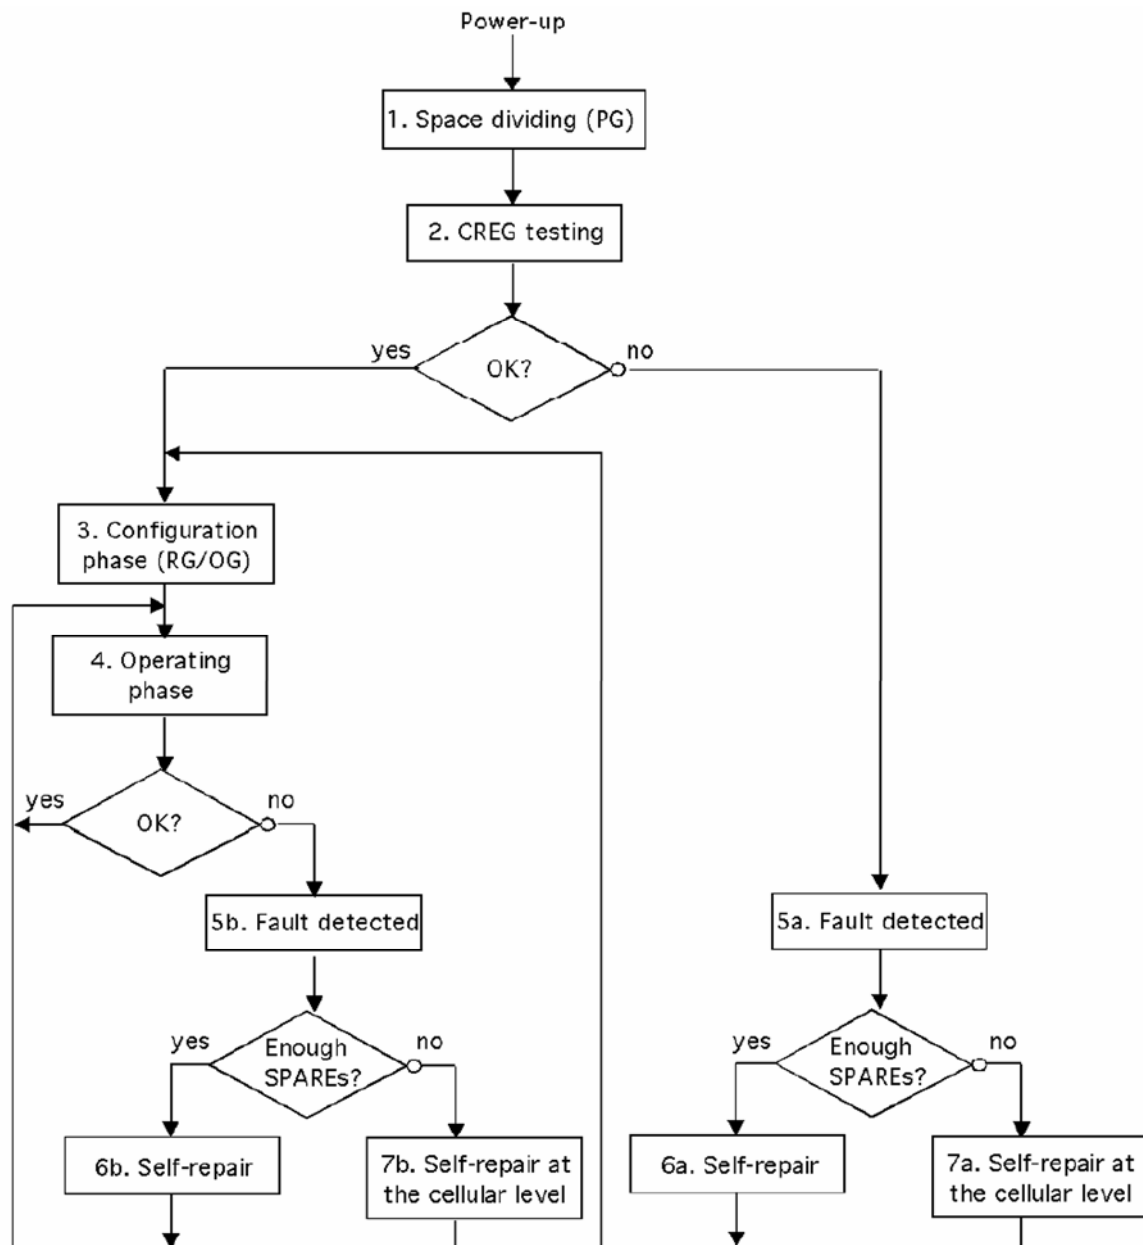 Power-up
1. Space dividing (PG)
2. CREG testing
yes
OK?
no
3. Configuration
phase (RG/OG)
4. Operating
phase
yes
OK?
no
5b. Fault detected
5a. Fault detected
yes
Enough
SPAREs?
no
yes
Enough
SPAREs?
no
6b. Self-repair
7b. Self-repair at
the cellular level
6a. Self-repair
7a. Self-repair at
the cellular level